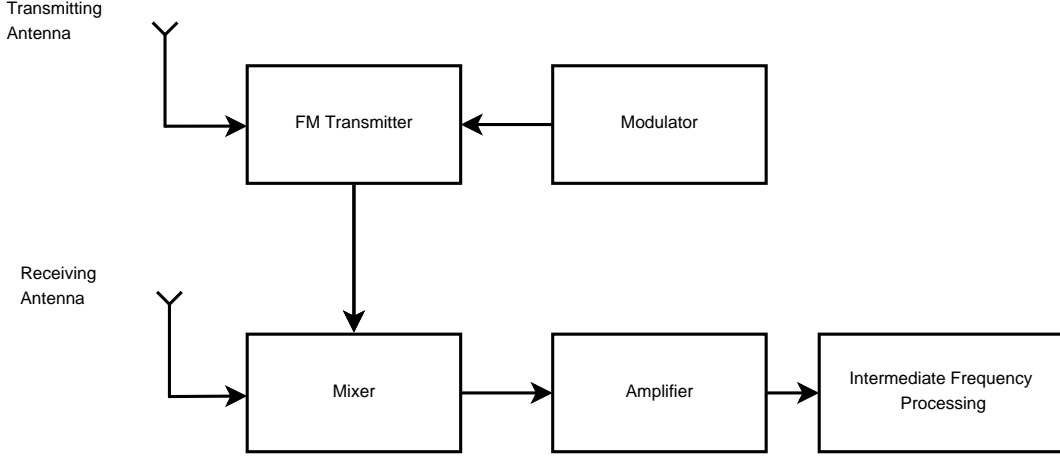 Transmitting
Antenna
FM Transmitter
Modulator
Receiving
Antenna
Mixer
Amplifier
Intermediate Frequency
Processing